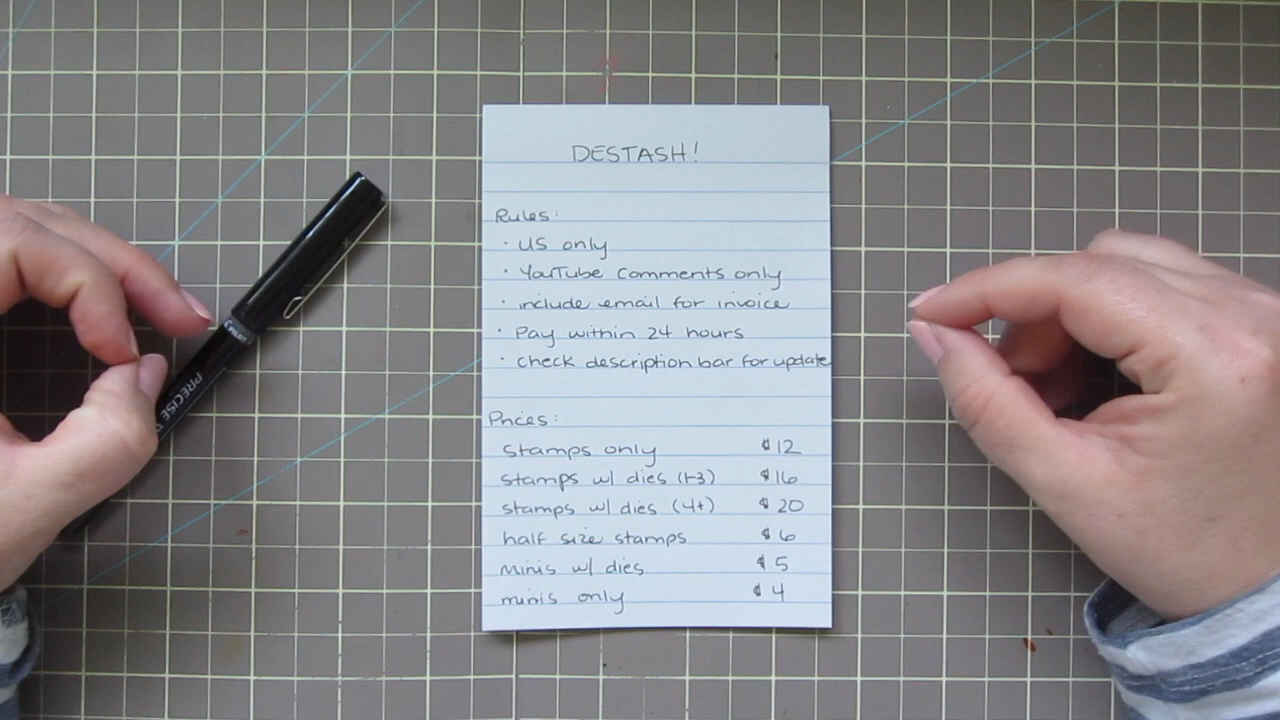 DESTASH!
Rules:
· US only
· YouTube comments only
· include email for invoice
· Pay within 24 hours
· check description bar for update
Prices:
stamps only $12
stamps w/ dies (1-3) $16
stamps w/ dies (4+) $20
half size stamps $6
minis w/ dies $5
minis only $4
PRECISE